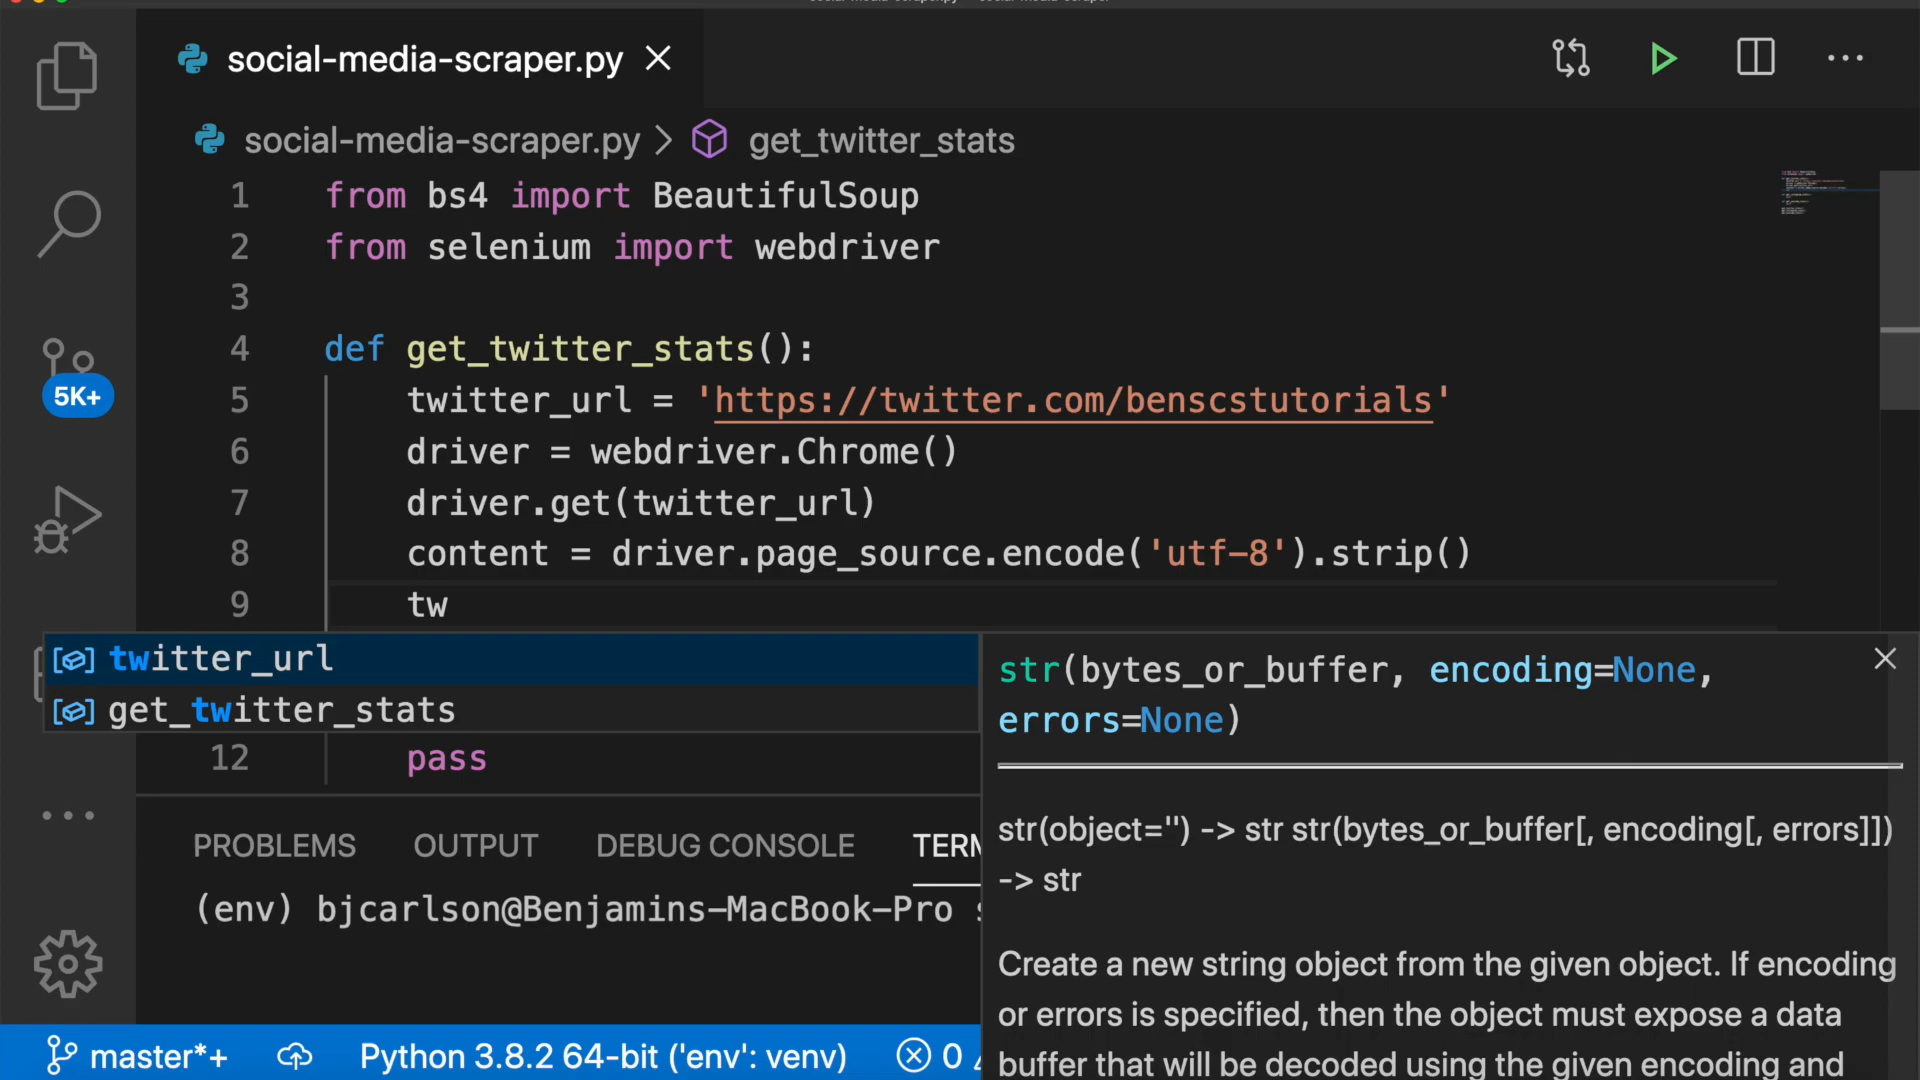 social-media-scraper.py
social-media-scraper.py > get_twitter_stats
1 from bs4 import BeautifulSoup
2 from selenium import webdriver
3
4 def get_twitter_stats():
5K+
5 twitter_url = 'https://twitter.com/benscstutorials'
6 driver = webdriver.Chrome()
7 driver.get(twitter_url)
8 content = driver.page_source.encode('utf-8').strip()
9 tw
twitter_url
get_twitter_stats
12 pass
str(bytes_or_buffer, encoding=None,
errors=None)
str(object='') -> str str(bytes_or_buffer[, encoding[, errors]])
-> str
Create a new string object from the given object. If encoding
or errors is specified, then the object must expose a data
buffer that will be decoded using the given encoding and
PROBLEMS OUTPUT DEBUG CONSOLE TERM
(env) bjcarlson@Benjamins-MacBook-Pro
master*+ Python 3.8.2 64-bit ('env': venv) 0